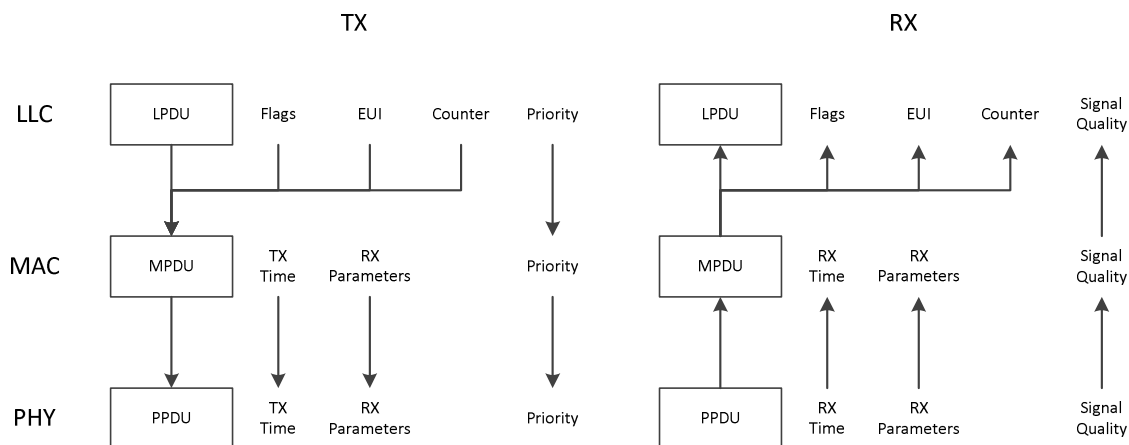 TX RX
LLC LPDU Flags EUI Counter Priority LPDU Flags EUI Counter Signal
Quality
MAC MPDU TX
Time RX
Parameters Priority MPDU RX
Time RX
Parameters Signal
Quality
PHY PPDU TX
Time RX
Parameters Priority PPDU RX
Time RX
Parameters Signal
Quality